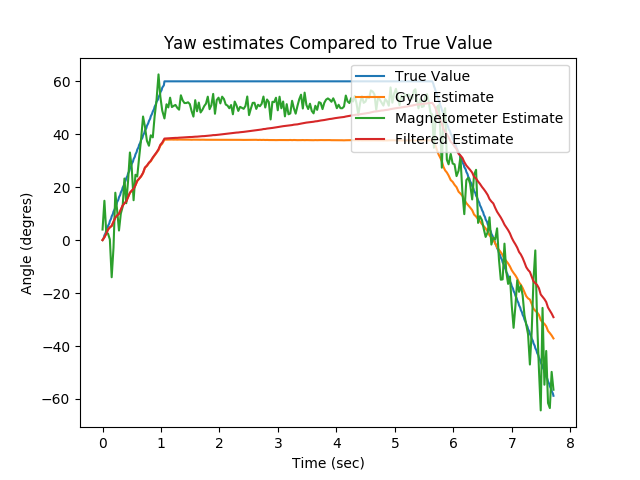 Yaw estimates Compared to True Value
True Value
Gyro Estimate
Magnetometer Estimate
Filtered Estimate
Angle (degres)
60
40
20
0
−20
−40
−60
0 1 2 3 4 5 6 7 8
Time (sec)